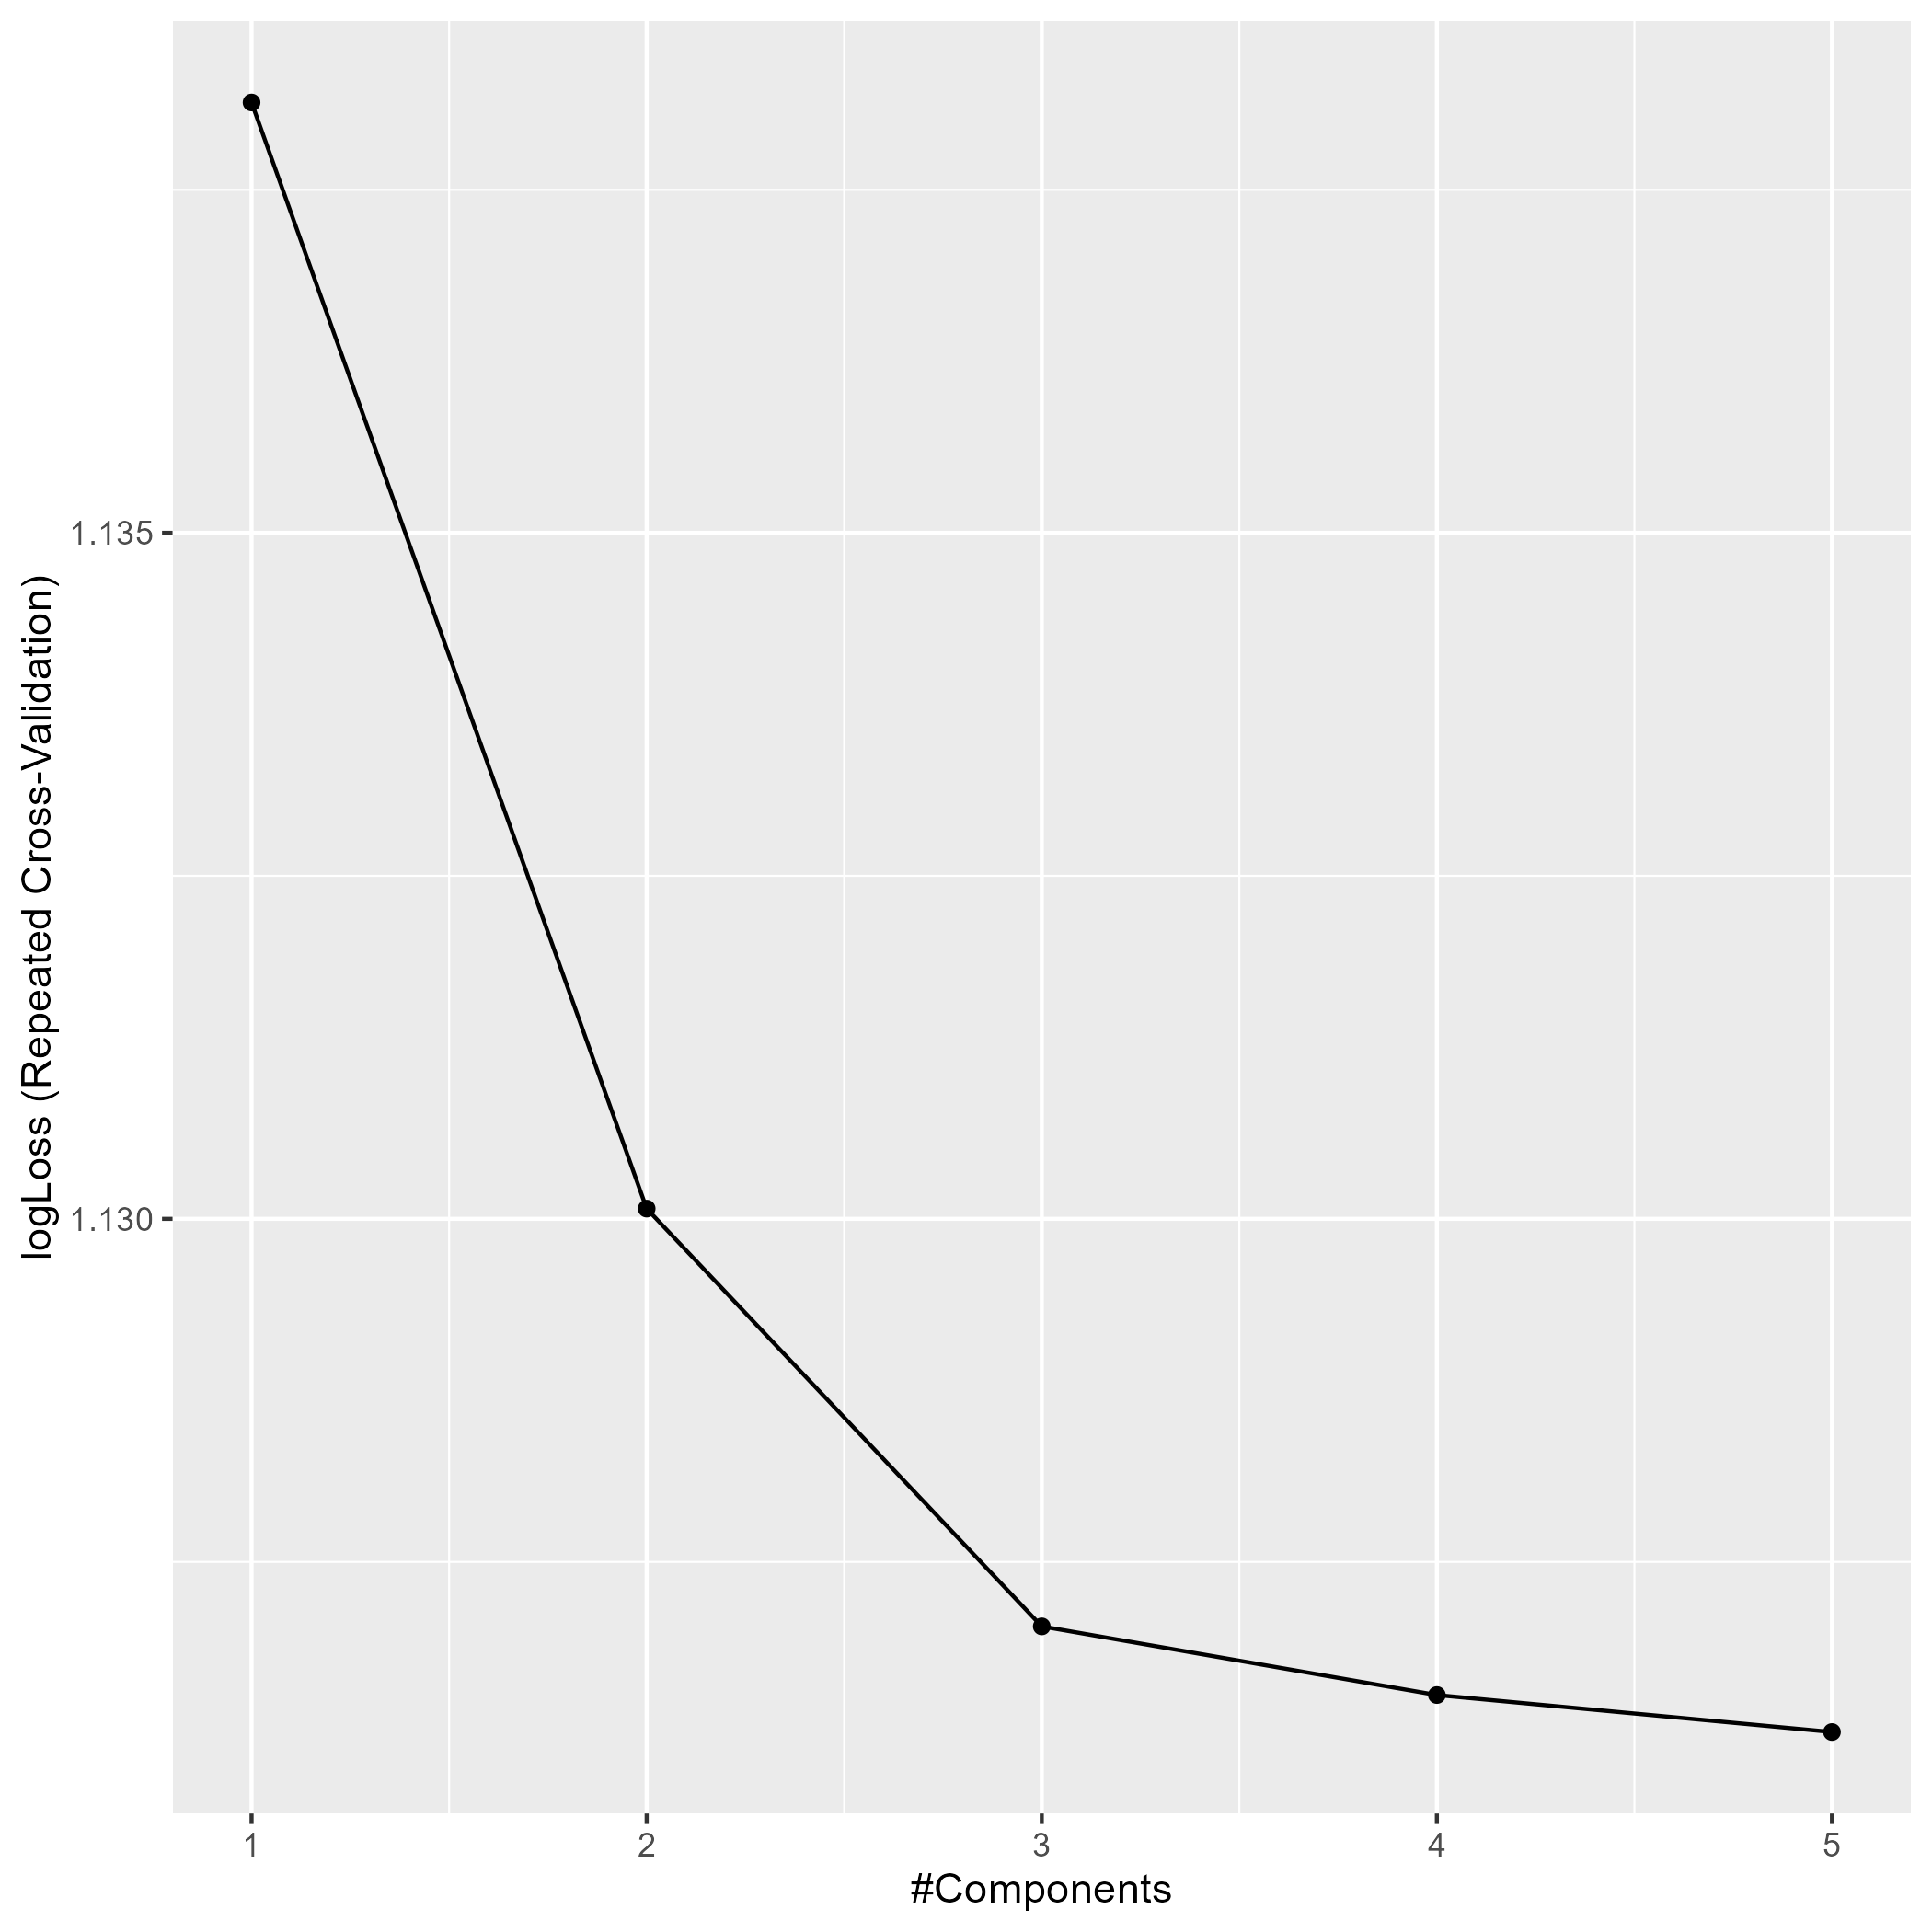 logLoss (Repeated Cross-Validation)
1.135
1.130
1 2 3 4 5
#Components